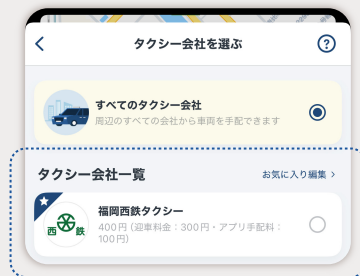 タクシー会社を選ぶ
?
すべてのタクシー会社
周辺のすべての会社から車両を手配できます
タクシー会社一覧
お気に入り編集
西鉄
福岡西鉄タクシー
400円 (迎車料金：300円・アプリ手配料：
100円)